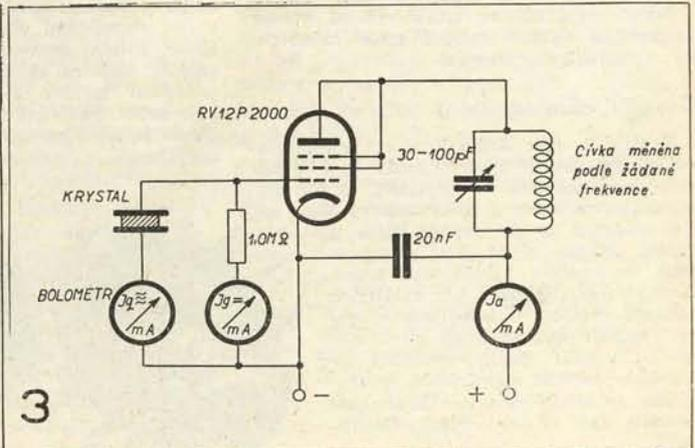 RV12P2000
30-100pF
Cívka měněna
podle žádané
frekvence.
KRYSTAL
1,0MΩ
20nF
BOLOMETR
Jq≈
mA
Jg=
mA
Ja
mA
-
+
3